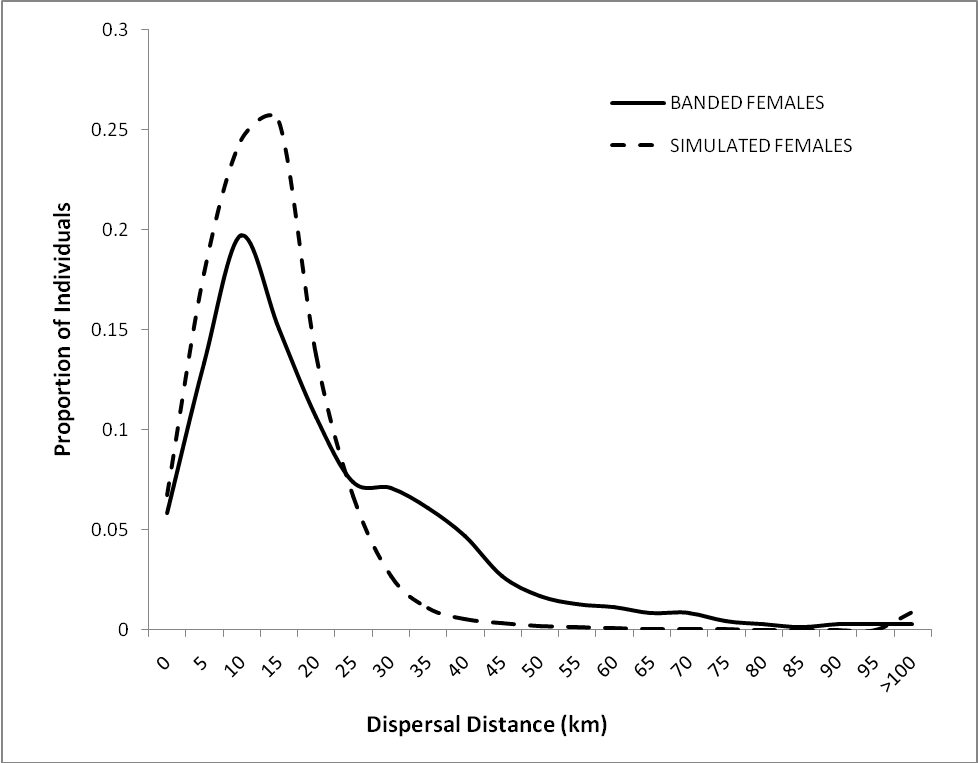 0.3
BANDED FEMALES
0.25
SIMULATED FEMALES
0.2
0.15
0.1
0.05
0
Proportion of Individuals
0 5 10 15 20 25 30 35 40 45 50 55 60 65 70 75 80 85 90 95 >100
Dispersal Distance (km)